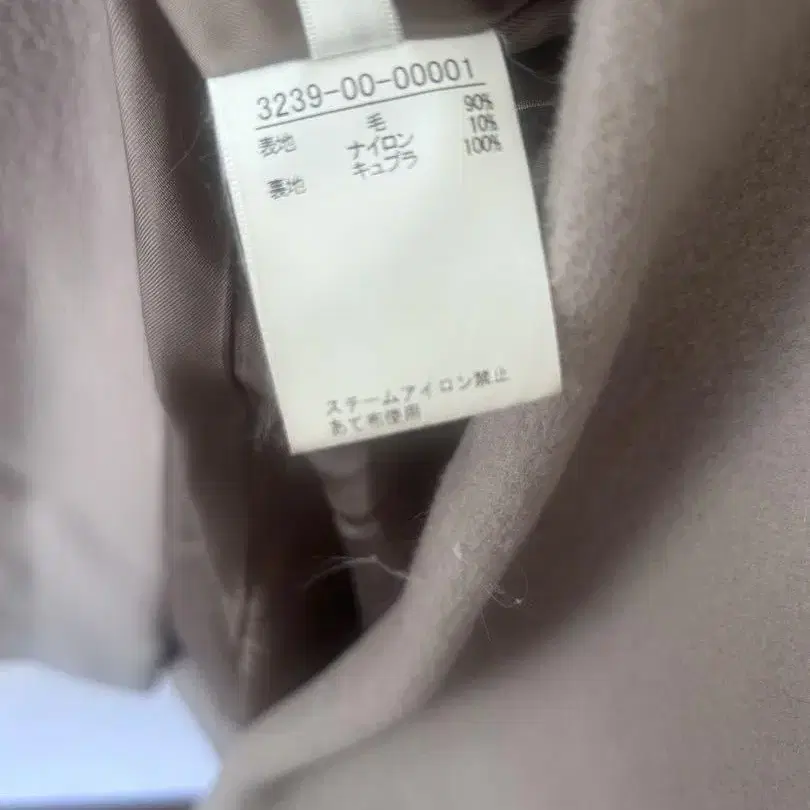 3239-00-00001
表地 毛 90%
ナイロン 10%
裏地 キュプラ 100%
スチームアイロン禁止
あて布使用